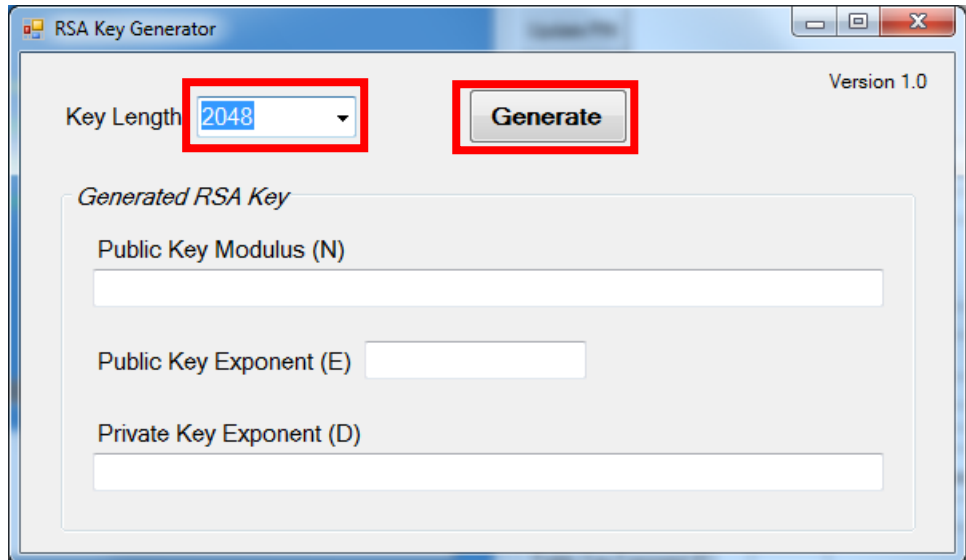 RSA Key Generator
Version 1.0
Key Length 2048 Generate
Generated RSA Key
Public Key Modulus (N)
Public Key Exponent (E)
Private Key Exponent (D)